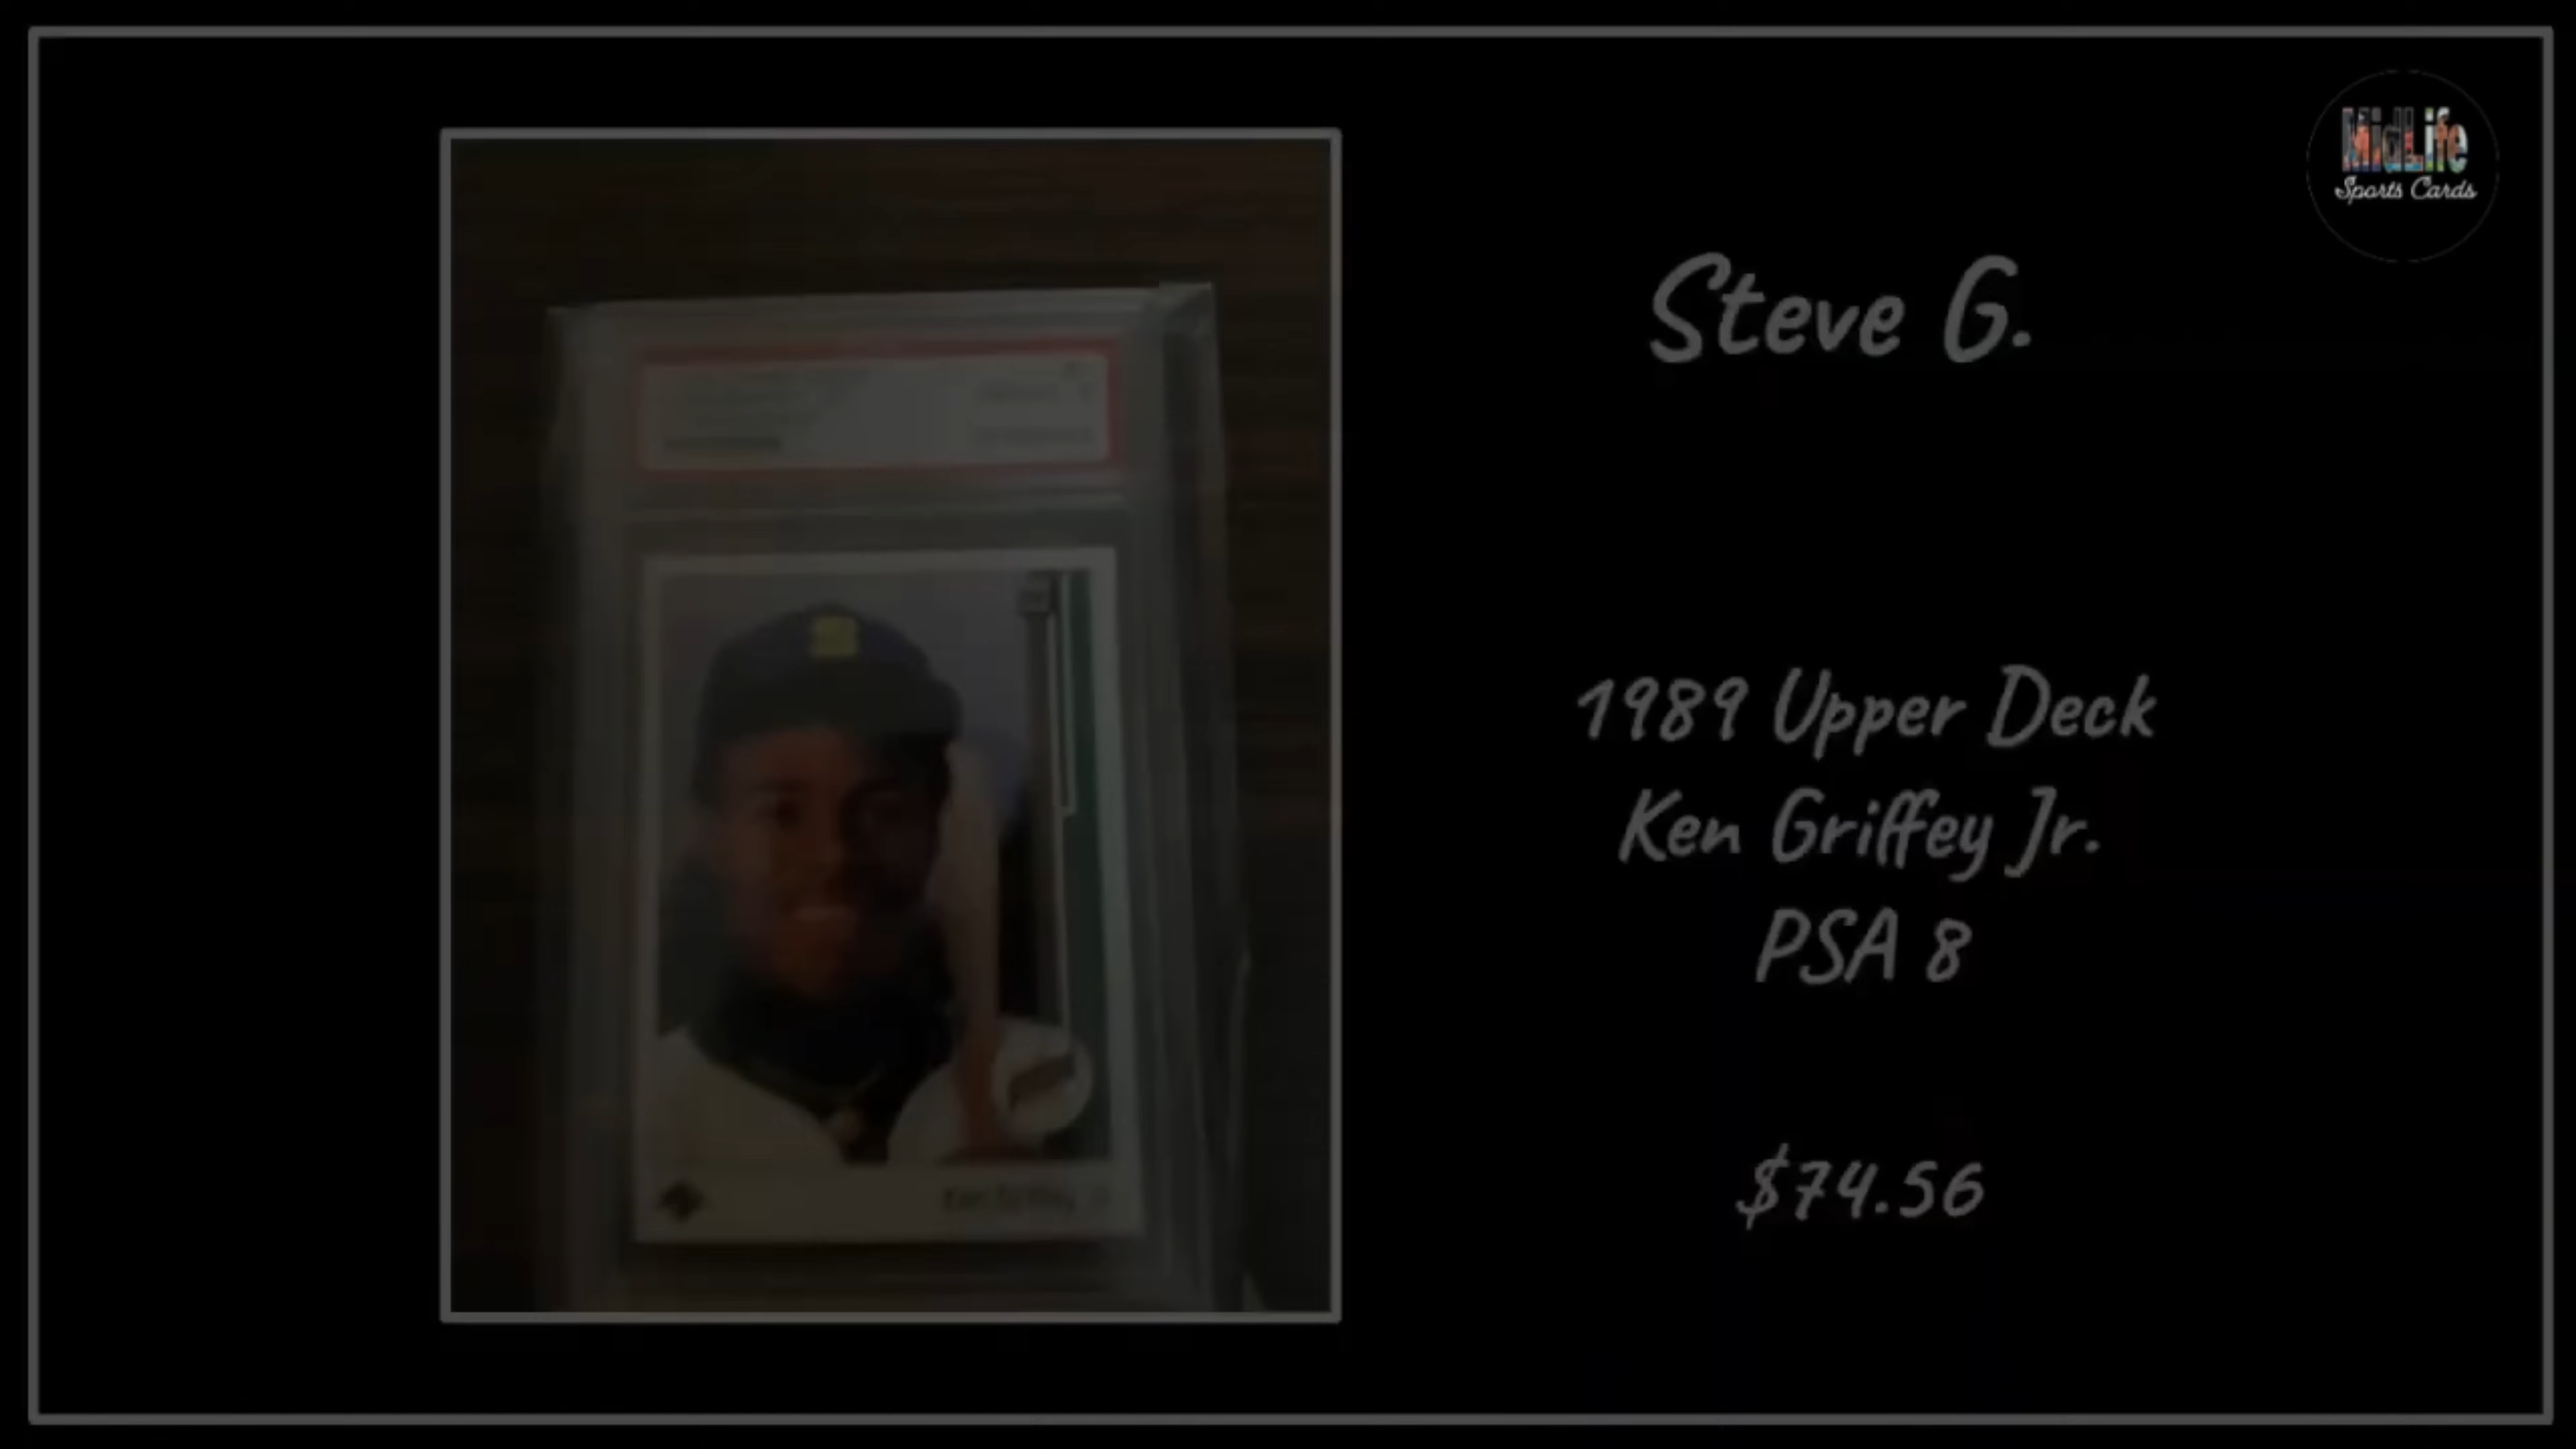 MidLife
Sports Cards
Steve G.
1989 Upper Deck
Ken Griffey Jr.
PSA 8
$74.56